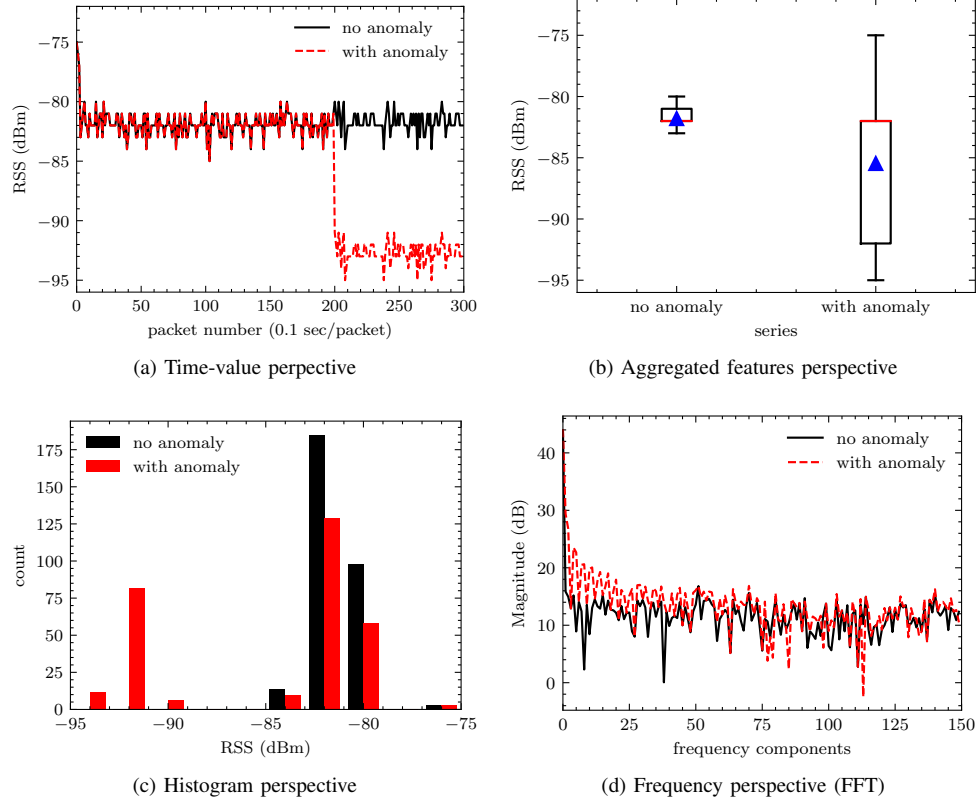 no anomaly
with anomaly
−75
−80
−85
−90
−95
RSS (dBm)
0 50 100 150 200 250 300
packet number (0.1 sec/packet)
(a) Time-value perpective
−75
−80
−85
−90
−95
RSS (dBm)
no anomaly with anomaly
series
(b) Aggregated features perspective
no anomaly
with anomaly
175
150
125
100
75
50
25
0
count
−95 −90 −85 −80 −75
RSS (dBm)
(c) Histogram perspective
no anomaly
with anomaly
40
30
20
10
0
Magnitude (dB)
0 25 50 75 100 125 150
frequency components
(d) Frequency perspective (FFT)